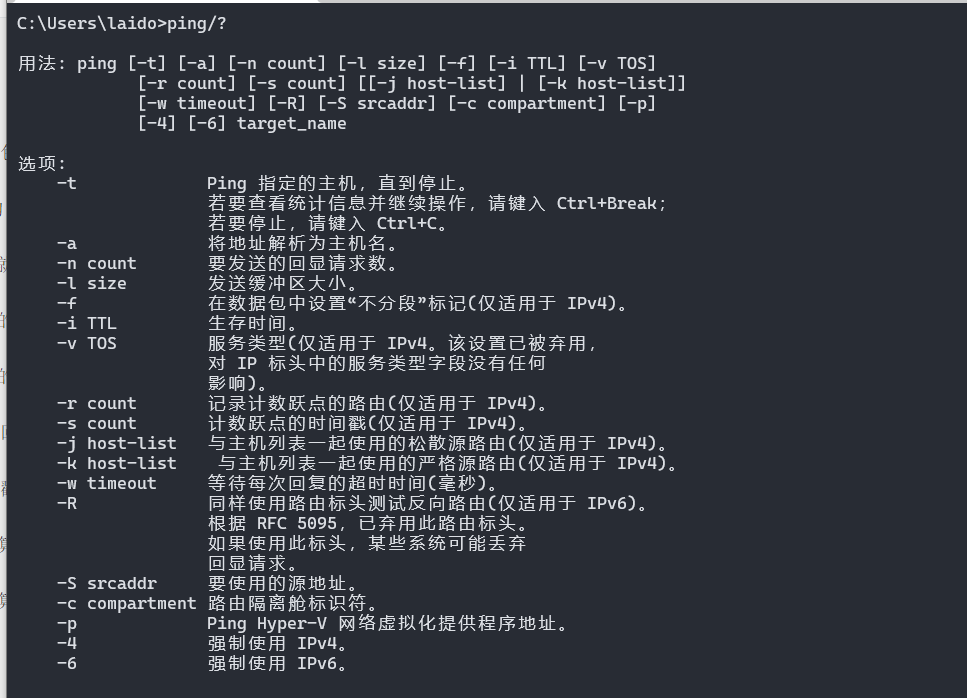 C:\Users\laido>ping/?
用法: ping [-t] [-a] [-n count] [-l size] [-f] [-i TTL] [-v TOS]
[-r count] [-s count] [[-j host-list] | [-k host-list]]
[-w timeout] [-R] [-S srcaddr] [-c compartment] [-p]
[-4] [-6] target_name
选项:
-t Ping 指定的主机，直到停止。
若要查看统计信息并继续操作，请键入 Ctrl+Break;
若要停止，请键入 Ctrl+C。
-a 将地址解析为主机名。
-n count 要发送的回显请求数。
-l size 发送缓冲区大小。
-f 在数据包中设置“不分段”标记(仅适用于 IPv4)。
-i TTL 生存时间。
-v TOS 服务类型(仅适用于 IPv4。该设置已被弃用，
对 IP 标头中的服务类型字段没有任何
影响)。
-r count 记录计数跃点的路由(仅适用于 IPv4)。
-s count 计数跃点的时间戳(仅适用于 IPv4)。
-j host-list 与主机列表一起使用的松散源路由(仅适用于 IPv4)。
-k host-list 与主机列表一起使用的严格源路由(仅适用于 IPv4)。
-w timeout 等待每次回复的超时时间(毫秒)。
-R 同样使用路由标头测试反向路由(仅适用于 IPv6)。
根据 RFC 5095，已弃用此路由标头。
如果使用此标头，某些系统可能丢弃
回显请求。
-S srcaddr 要使用的源地址。
-c compartment 路由隔离舱标识符。
-p Ping Hyper-V 网络虚拟化提供程序地址。
-4 强制使用 IPv4。
-6 强制使用 IPv6。